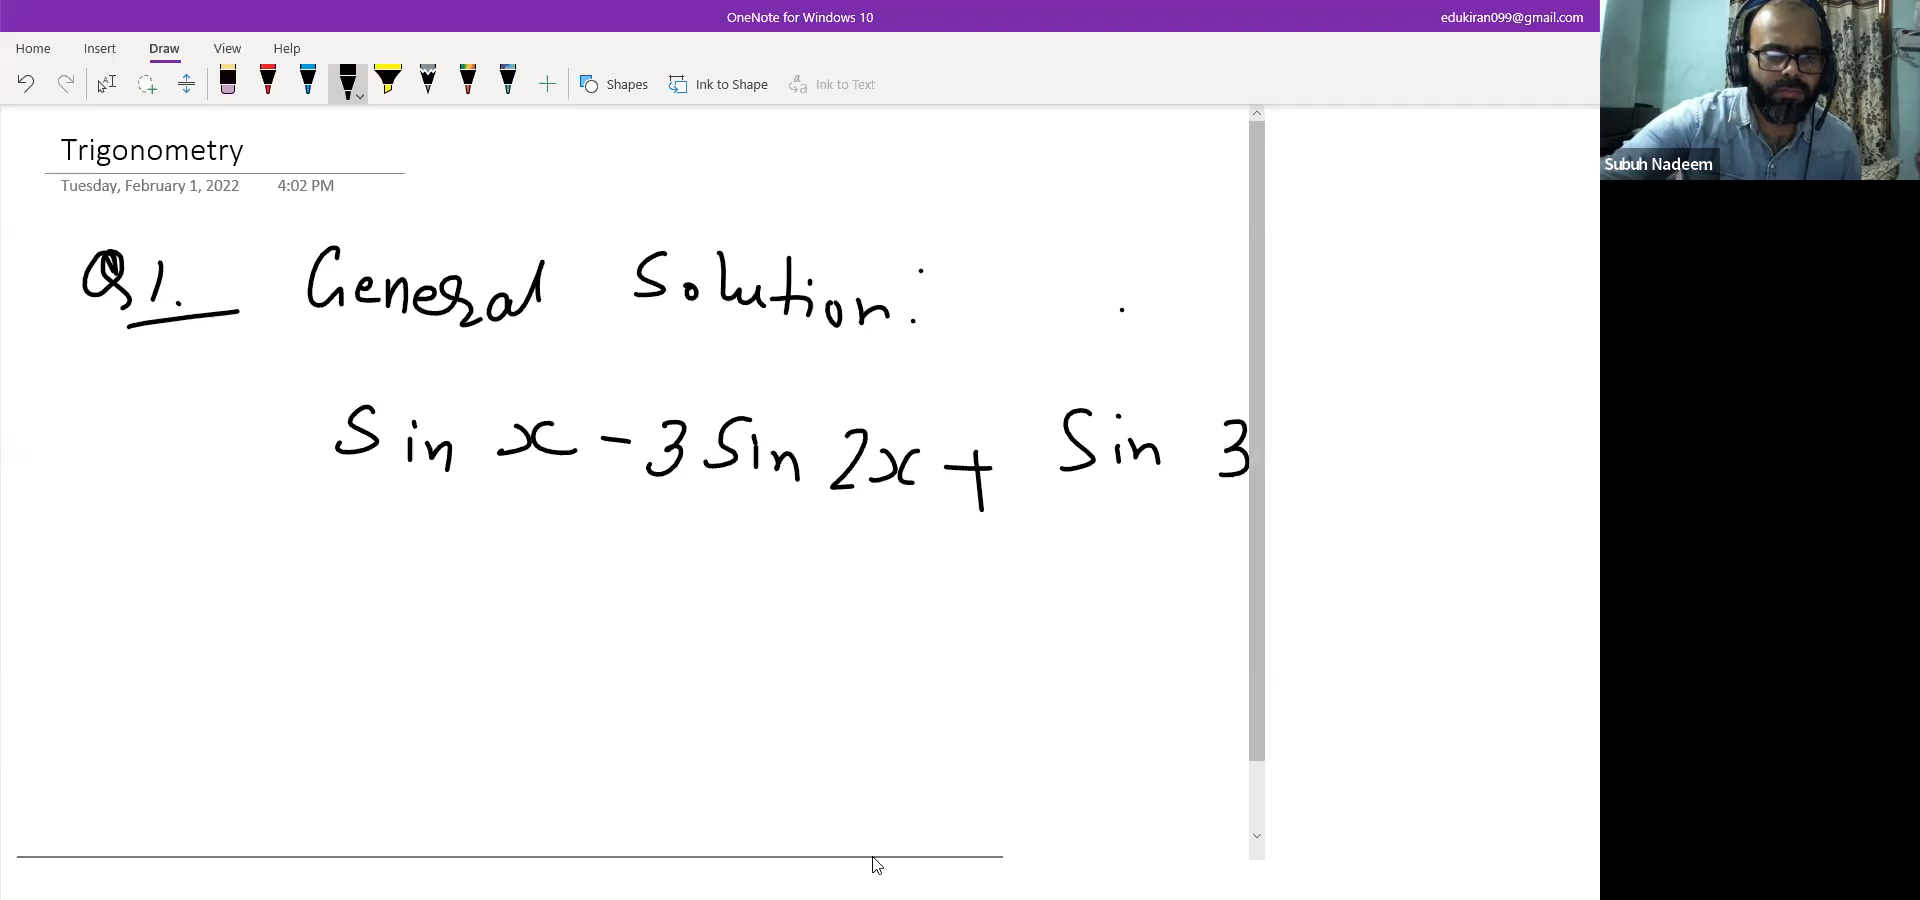 OneNote for Windows 10
edukiran099@gmail.com
Home Insert Draw View Help
Shapes Ink to Shape Ink to Text
Subuh Nadeem
Trigonometry
Tuesday, February 1, 2022 4:02 PM
Q1. General Solution:
Sin x - 3 Sin 2x + Sin 3